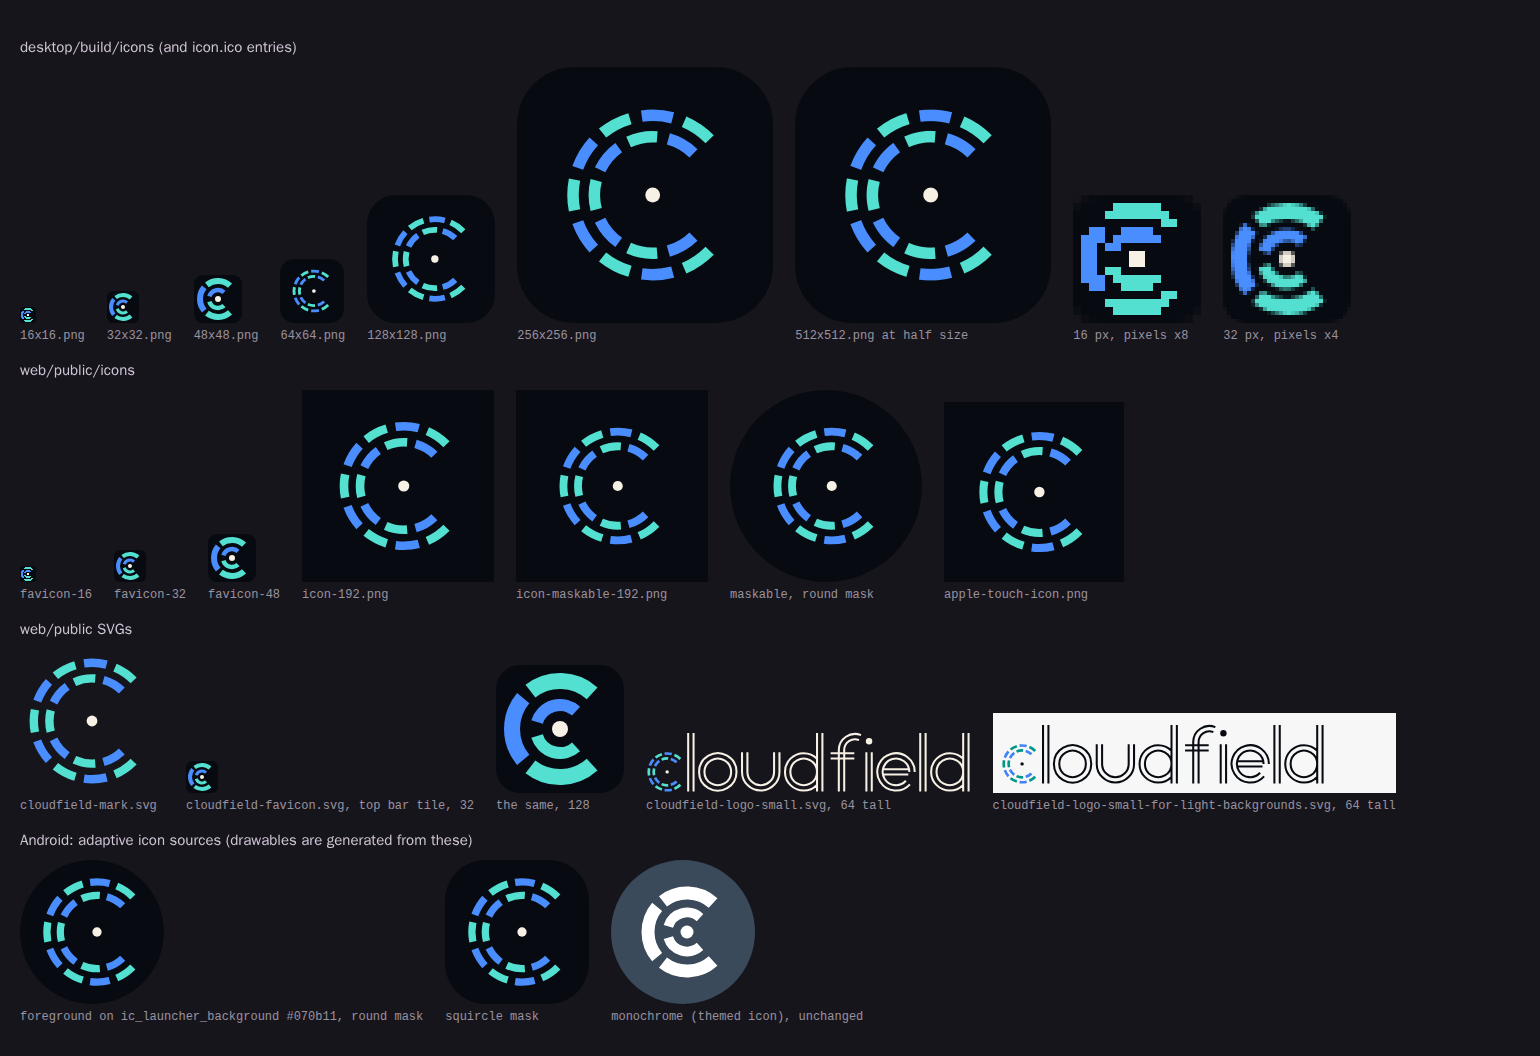 desktop/build/icons (and icon.ico entries)
16x16.png
32x32.png
48x48.png
64x64.png
128x128.png
256x256.png
512x512.png at half size
16 px, pixels x8
32 px, pixels x4
web/public/icons
favicon-16
favicon-32
favicon-48
icon-192.png
icon-maskable-192.png
maskable, round mask
apple-touch-icon.png
web/public SVGs
cloudfield
cloudfield
cloudfield-mark.svg
cloudfield-favicon.svg, top bar tile, 32
the same, 128
cloudfield-logo-small.svg, 64 tall
cloudfield-logo-small-for-light-backgrounds.svg, 64 tall
Android: adaptive icon sources (drawables are generated from these)
foreground on ic_launcher_background #070b11, round mask
squircle mask
monochrome (themed icon), unchanged